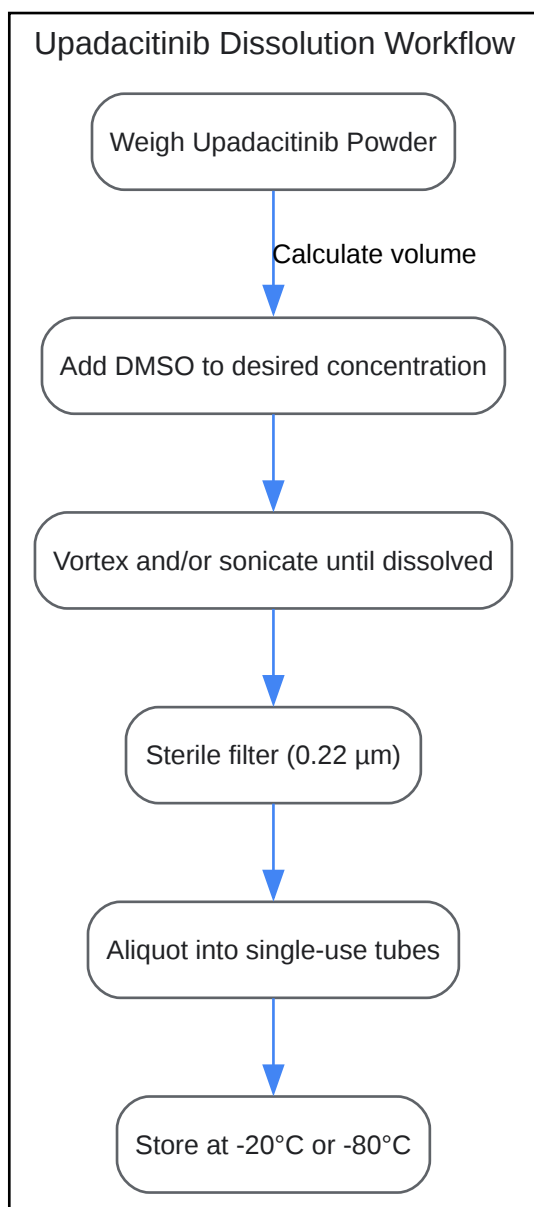 Upadacitinib Dissolution Workflow
Weigh Upadacitinib Powder
Calculate volume
Add DMSO to desired concentration
Vortex and/or sonicate until dissolved
Sterile filter (0.22 µm)
Aliquot into single-use tubes
Store at -20°C or -80°C